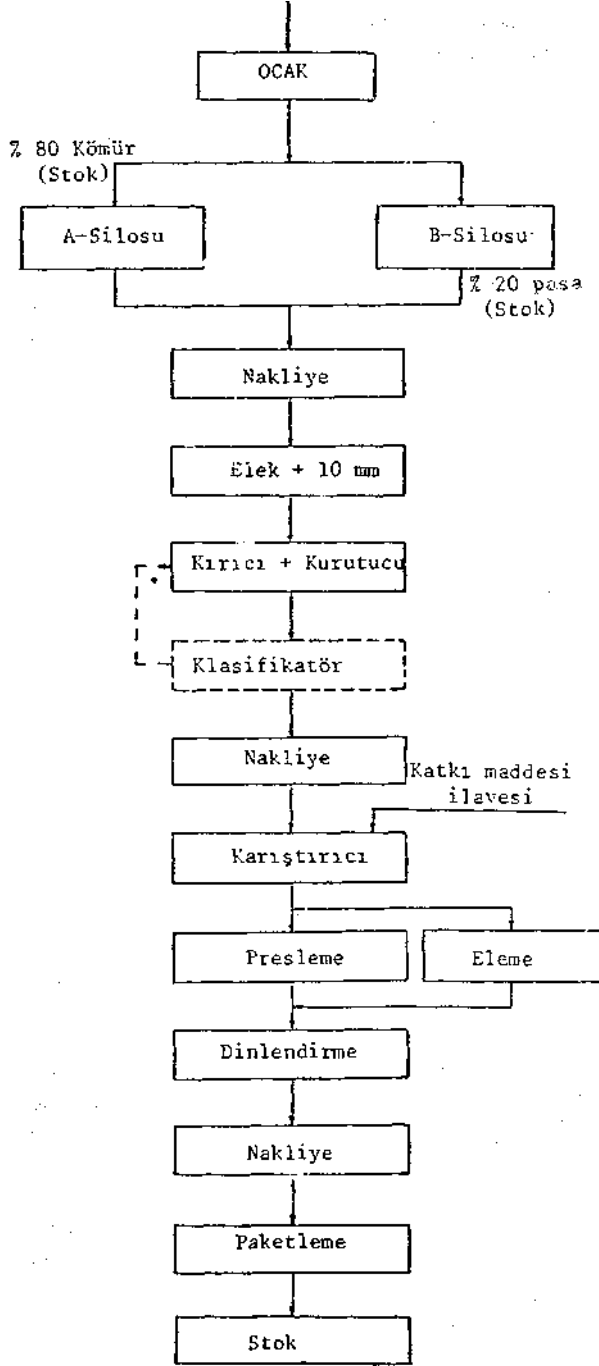 OCAK
% 80 Kömür
(Stok)
A-Silosu
B-Silosu
% 20 pasa
(Stok)
Nakliye
Elek + 10 mm
Kırıcı + Kurutucu
Klasifikatör
Nakliye
Katkı maddesi
ilavesi
Karıştırıcı
Presleme
Eleme
Dinlendirme
Nakliye
Paketleme
Stok